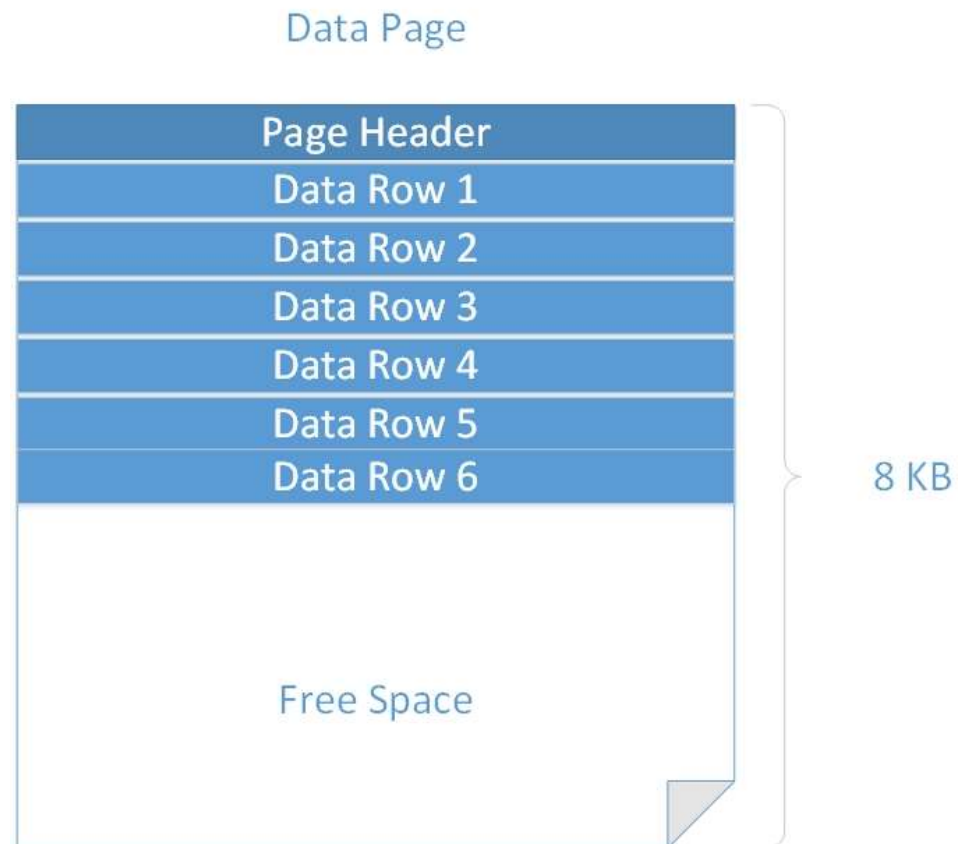 Data Page
Page Header
Data Row 1
Data Row 2
Data Row 3
Data Row 4
Data Row 5
Data Row 6
8 KB
Free Space